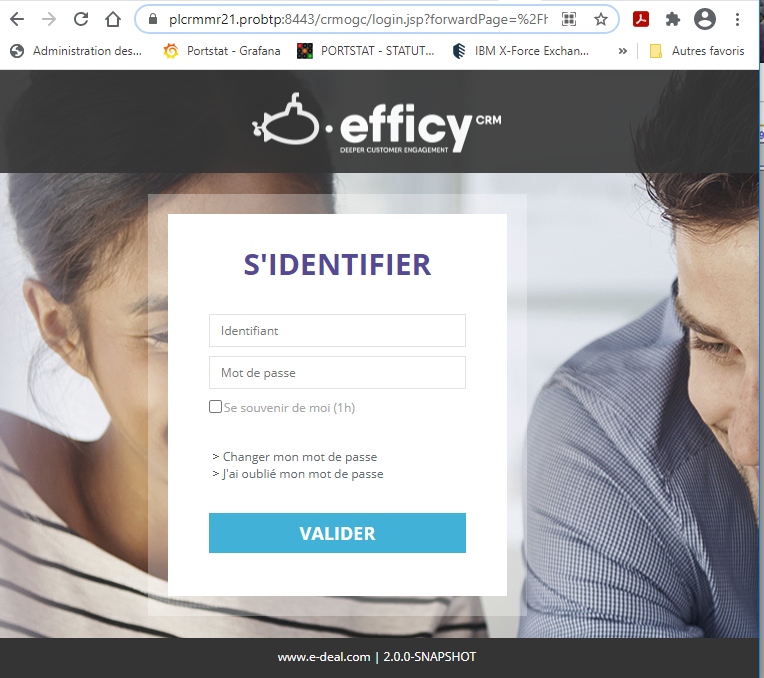 plcrmmr21.probtp:8443/crmogc/login.jsp?forwardPage=%2Fh
Administration des...
Portstat - Grafana
PORTSTAT - STATUT...
IBM X-Force Exchan...
»
Autres favoris
efficy CRM
DEEPER CUSTOMER ENGAGEMENT
S'IDENTIFIER
Identifiant
Mot de passe
Se souvenir de moi (1h)
> Changer mon mot de passe
> J'ai oublié mon mot de passe
VALIDER
www.e-deal.com | 2.0.0-SNAPSHOT